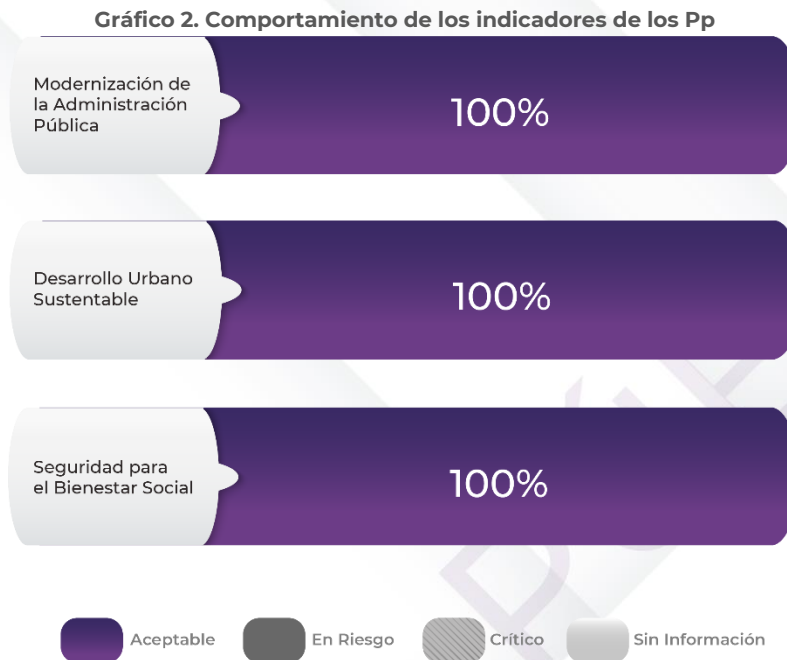 Gráfico 2. Comportamiento de los indicadores de los Pp
Modernización de
la Administración
Pública
100%
Desarrollo Urbano
Sustentable
100%
Seguridad para
el Bienestar Social
100%
Aceptable
En Riesgo
Crítico
Sin Información